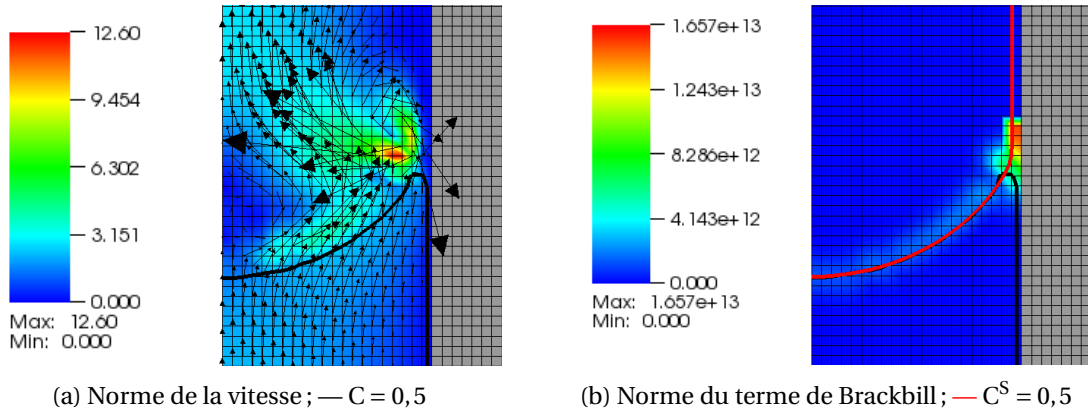 12.60
9.454
6.302
3.151
0.000
Max: 12.60
Min: 0.000
1.657e+13
1.243e+13
8.286e+12
4.143e+12
0.000
Max: 1.657e+13
Min: 0.000
(a) Norme de la vitesse ; — C = 0,5
(b) Norme du terme de Brackbill ; — C^S = 0,5